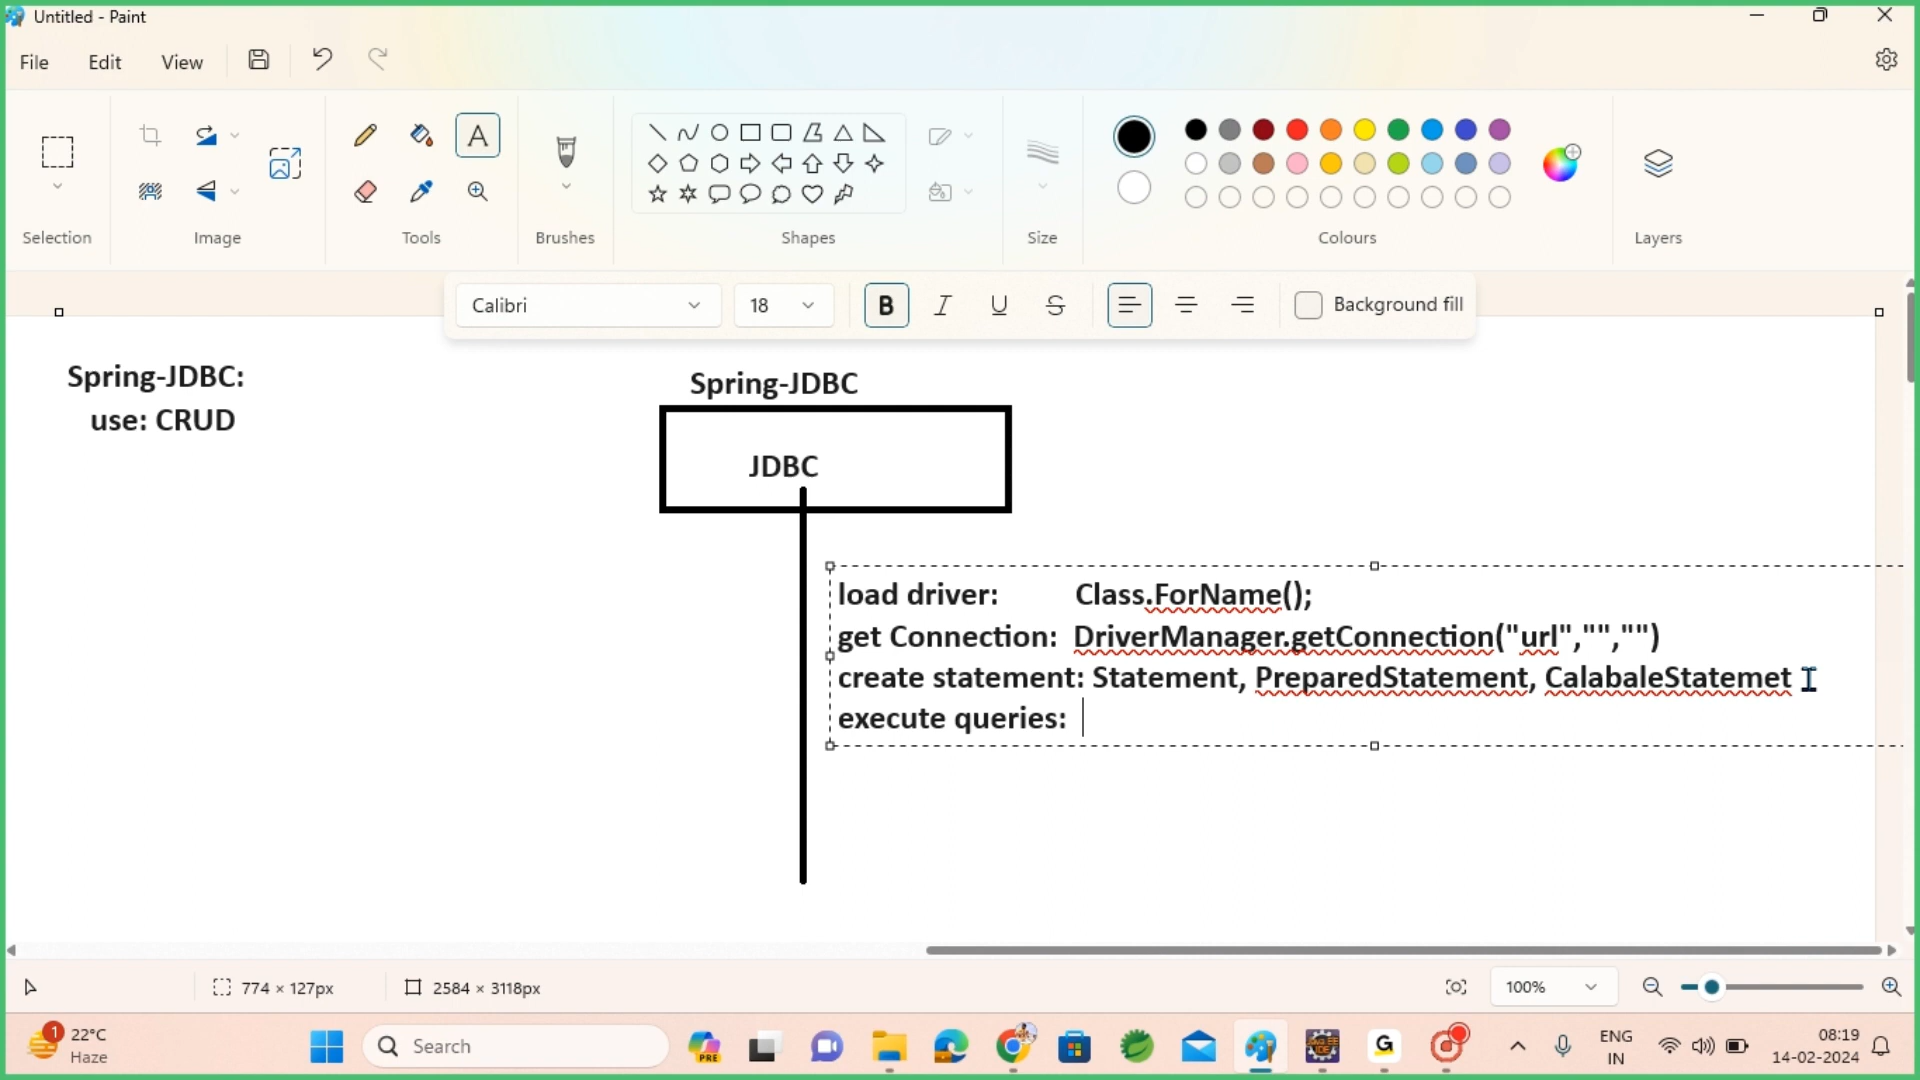 Untitled - Paint
File Edit View
Selection Image Tools Brushes Shapes Size Colours Layers
Calibri 18 B I U S Background fill
Spring-JDBC:
use: CRUD
Spring-JDBC
JDBC
load driver: Class.ForName();
get Connection: DriverManager.getConnection("url","","")
create statement: Statement, PreparedStatement, CalabaleStatemet
execute queries:
774 × 127px 2584 × 3118px 100%
1 22°C
Haze
Search
PRE
ENG
IN
08:19
14-02-2024